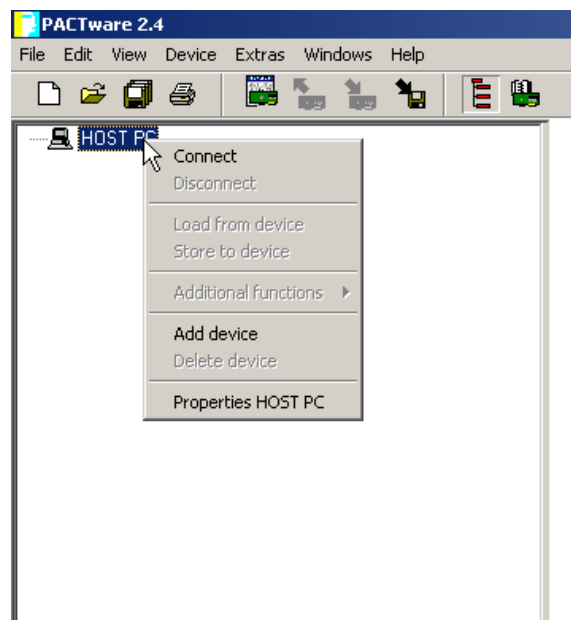 PACTware 2.4
File Edit View Device Extras Windows Help
HOST PC
Connect
Disconnect
Load from device
Store to device
Additional functions
Add device
Delete device
Properties HOST PC